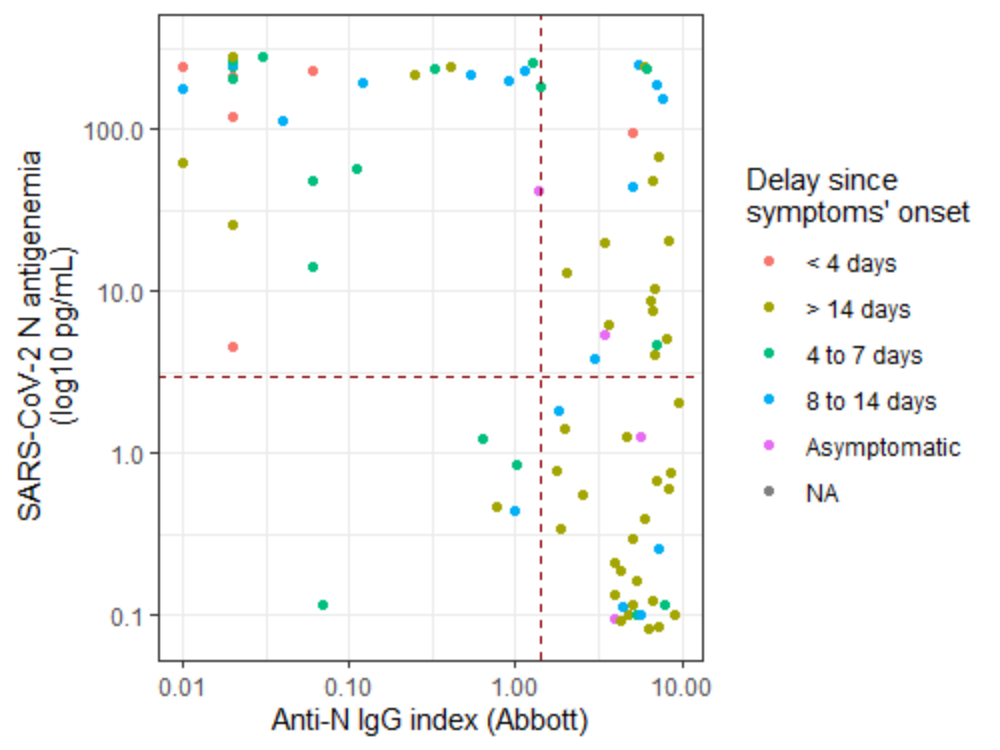 SARS-CoV-2 N antigenemia
(log10 pg/mL)
100.0
10.0
1.0
0.1
0.01
0.10
1.00
10.00
Anti-N IgG index (Abbott)
Delay since
symptoms' onset
< 4 days
> 14 days
4 to 7 days
8 to 14 days
Asymptomatic
NA